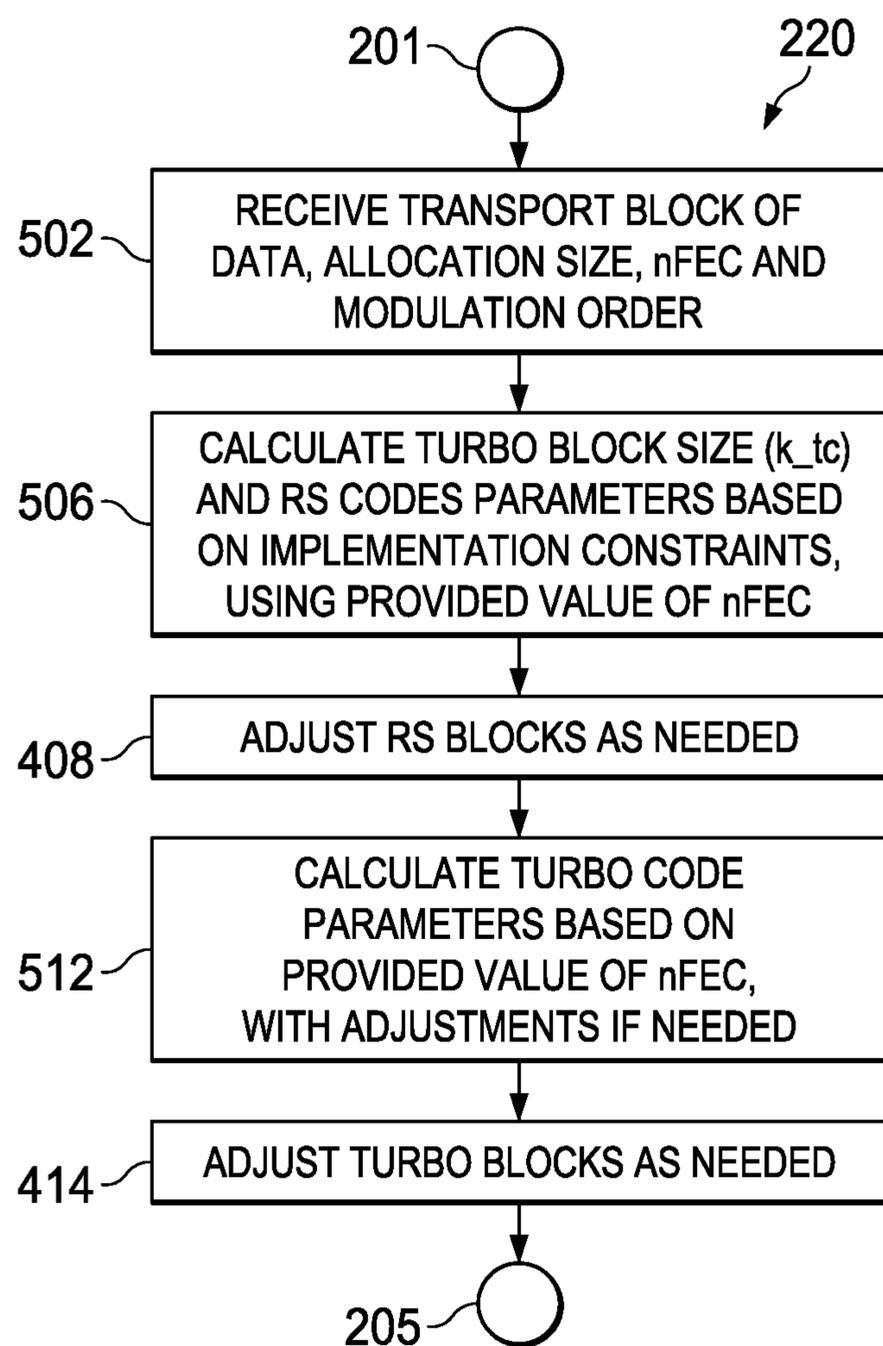 201
220
502
RECEIVE TRANSPORT BLOCK OF
DATA, ALLOCATION SIZE, nFEC AND
MODULATION ORDER
506
CALCULATE TURBO BLOCK SIZE (k_tc)
AND RS CODES PARAMETERS BASED
ON IMPLEMENTATION CONSTRAINTS,
USING PROVIDED VALUE OF nFEC
408
ADJUST RS BLOCKS AS NEEDED
512
CALCULATE TURBO CODE
PARAMETERS BASED ON
PROVIDED VALUE OF nFEC,
WITH ADJUSTMENTS IF NEEDED
414
ADJUST TURBO BLOCKS AS NEEDED
205